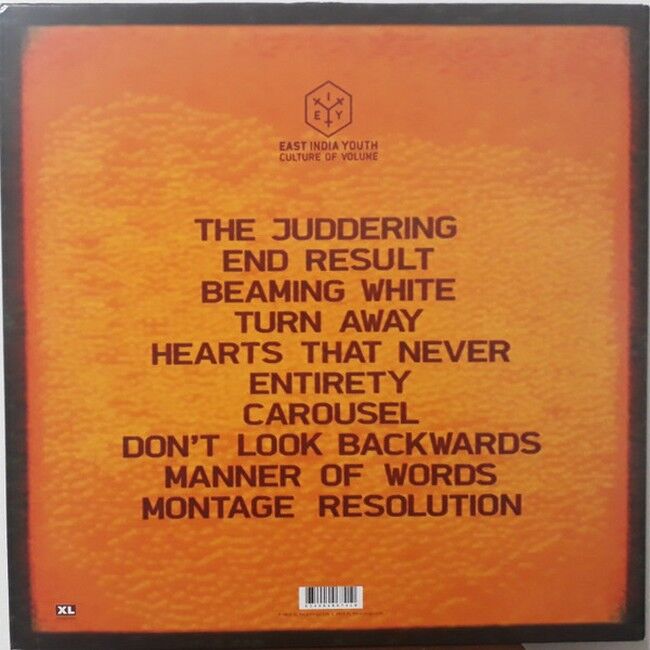 I
E Y
EAST INDIA YOUTH
CULTURE OF VOLUME
THE JUDDERING
END RESULT
BEAMING WHITE
TURN AWAY
HEARTS THAT NEVER
ENTIRETY
CAROUSEL
DON'T LOOK BACKWARDS
MANNER OF WORDS
MONTAGE RESOLUTION
XL